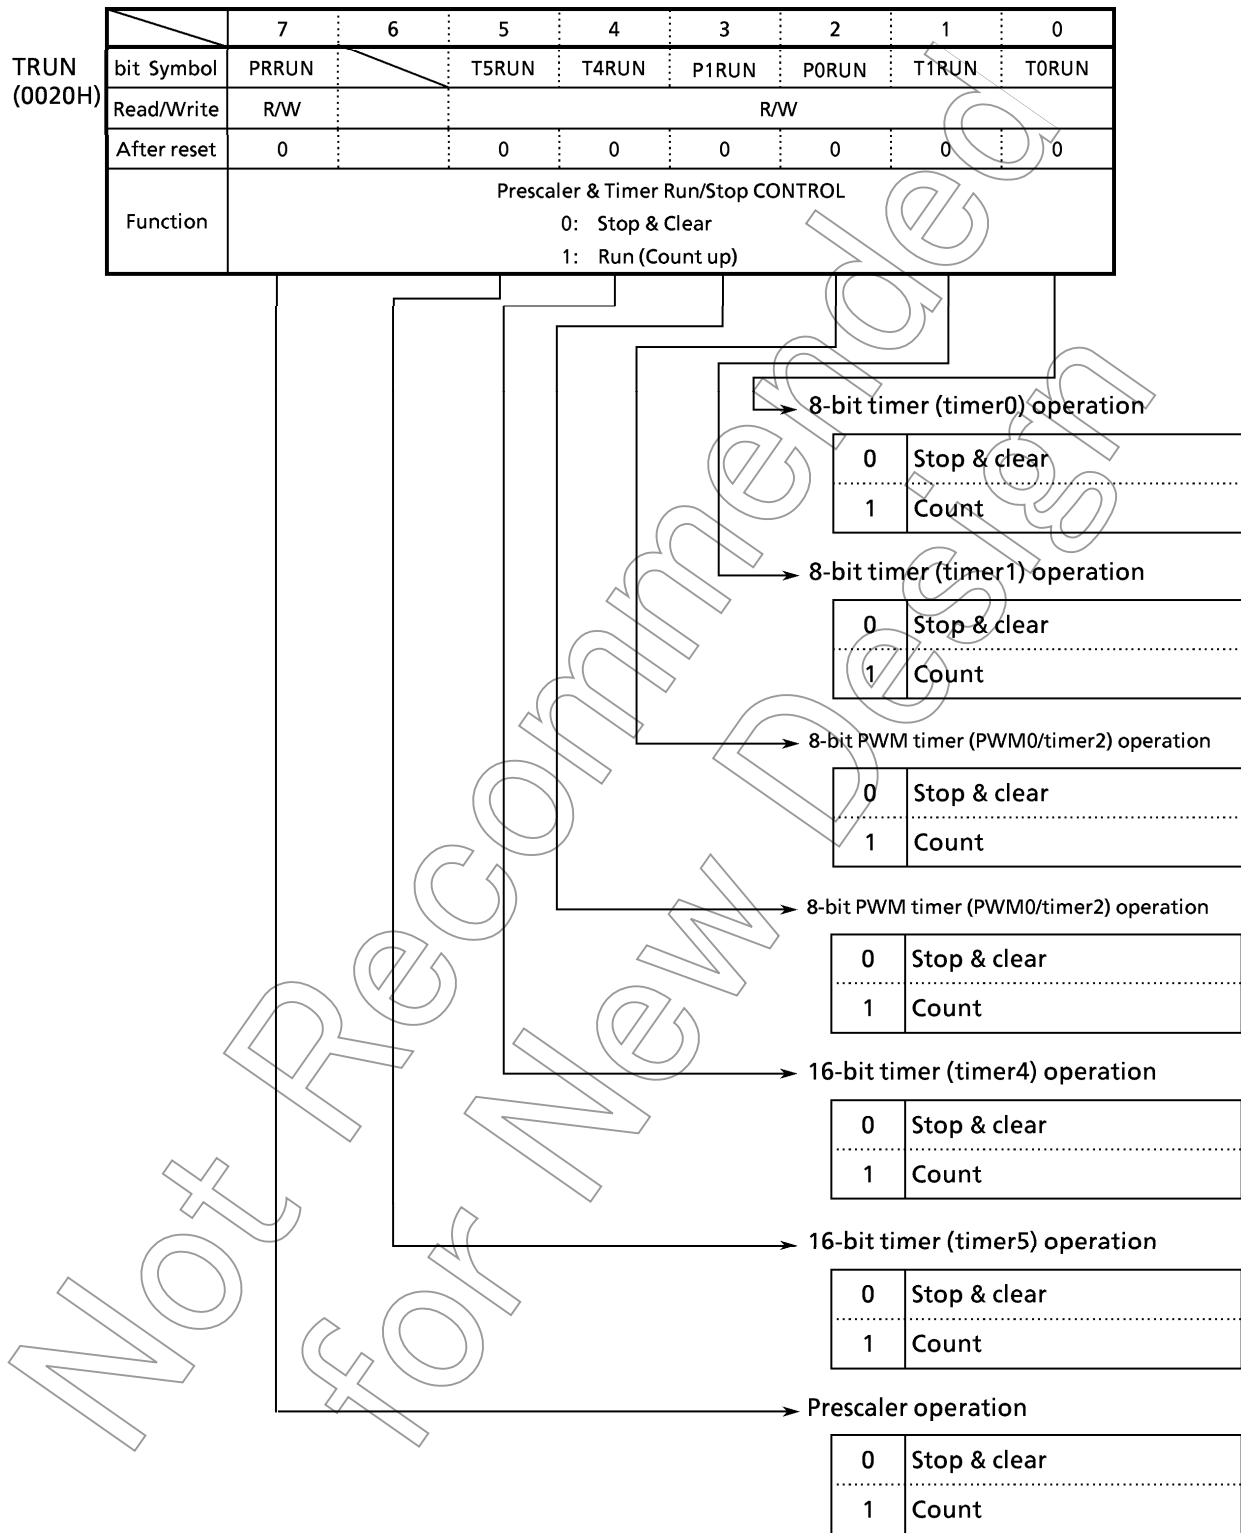 7 6 5 4 3 2 1 0
TRUN
(0020H)
bit Symbol PRRUN T5RUN T4RUN P1RUN P0RUN T1RUN T0RUN
Read/Write R/W R/W
After reset 0 0 0 0 0 0 0
Function
Prescaler & Timer Run/Stop CONTROL
0: Stop & Clear
1: Run (Count up)
8-bit timer (timer0) operation
0 Stop & clear
1 Count
8-bit timer (timer1) operation
0 Stop & clear
1 Count
8-bit PWM timer (PWM0/timer2) operation
0 Stop & clear
1 Count
8-bit PWM timer (PWM0/timer2) operation
0 Stop & clear
1 Count
16-bit timer (timer4) operation
0 Stop & clear
1 Count
16-bit timer (timer5) operation
0 Stop & clear
1 Count
Prescaler operation
0 Stop & clear
1 Count
Not Recommended
for New Design